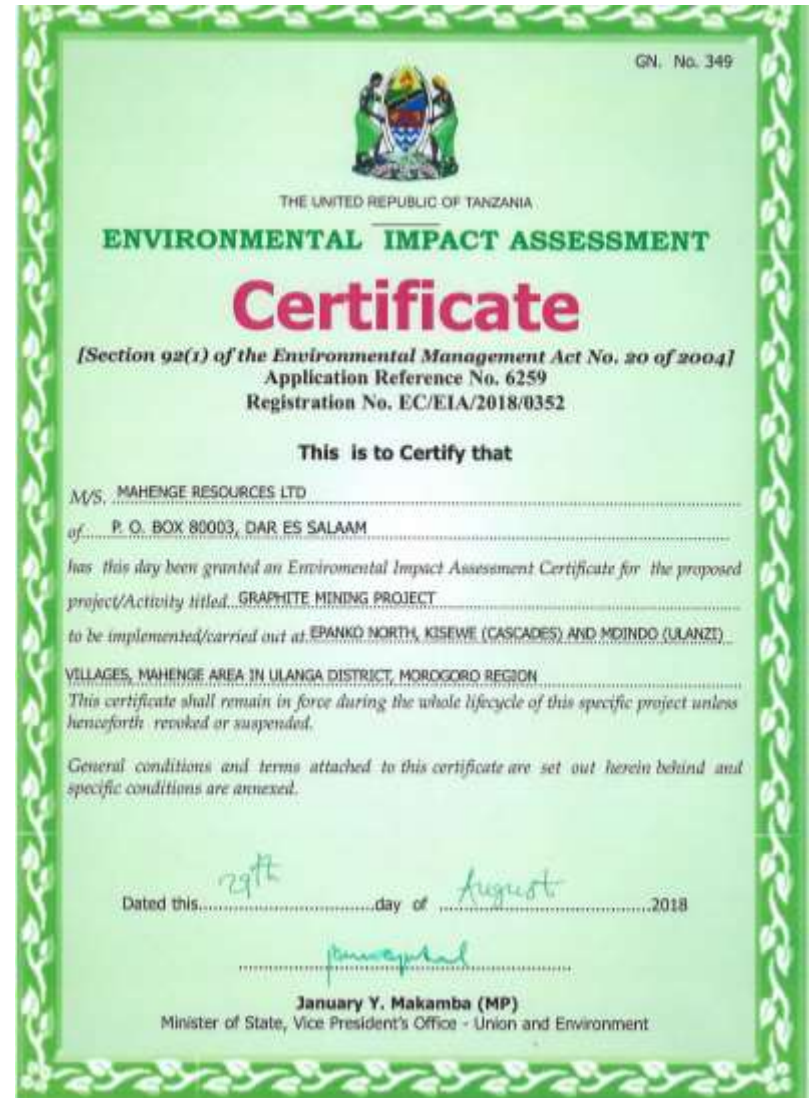 GN. No. 349
THE UNITED REPUBLIC OF TANZANIA
ENVIRONMENTAL IMPACT ASSESSMENT
Certificate
[Section 92(1) of the Environmental Management Act No. 20 of 2004]
Application Reference No. 6259
Registration No. EC/EIA/2018/0352
This is to Certify that
M/S. MAHENGE RESOURCES LTD
of P. O. BOX 80003, DAR ES SALAAM
has this day been granted an Enviromental Impact Assessment Certificate for the proposed
project/Activity titled GRAPHITE MINING PROJECT
to be implemented/carried out at EPANKO NORTH, KISEWE (CASCADES) AND MDINDO (ULANZI)
VILLAGES, MAHENGE AREA IN ULANGA DISTRICT, MOROGORO REGION
This certificate shall remain in force during the whole lifecycle of this specific project unless
henceforth revoked or suspended.
General conditions and terms attached to this certificate are set out herein behind and
specific conditions are annexed.
Dated this 29th day of August 2018
January Y. Makamba (MP)
Minister of State, Vice President's Office - Union and Environment